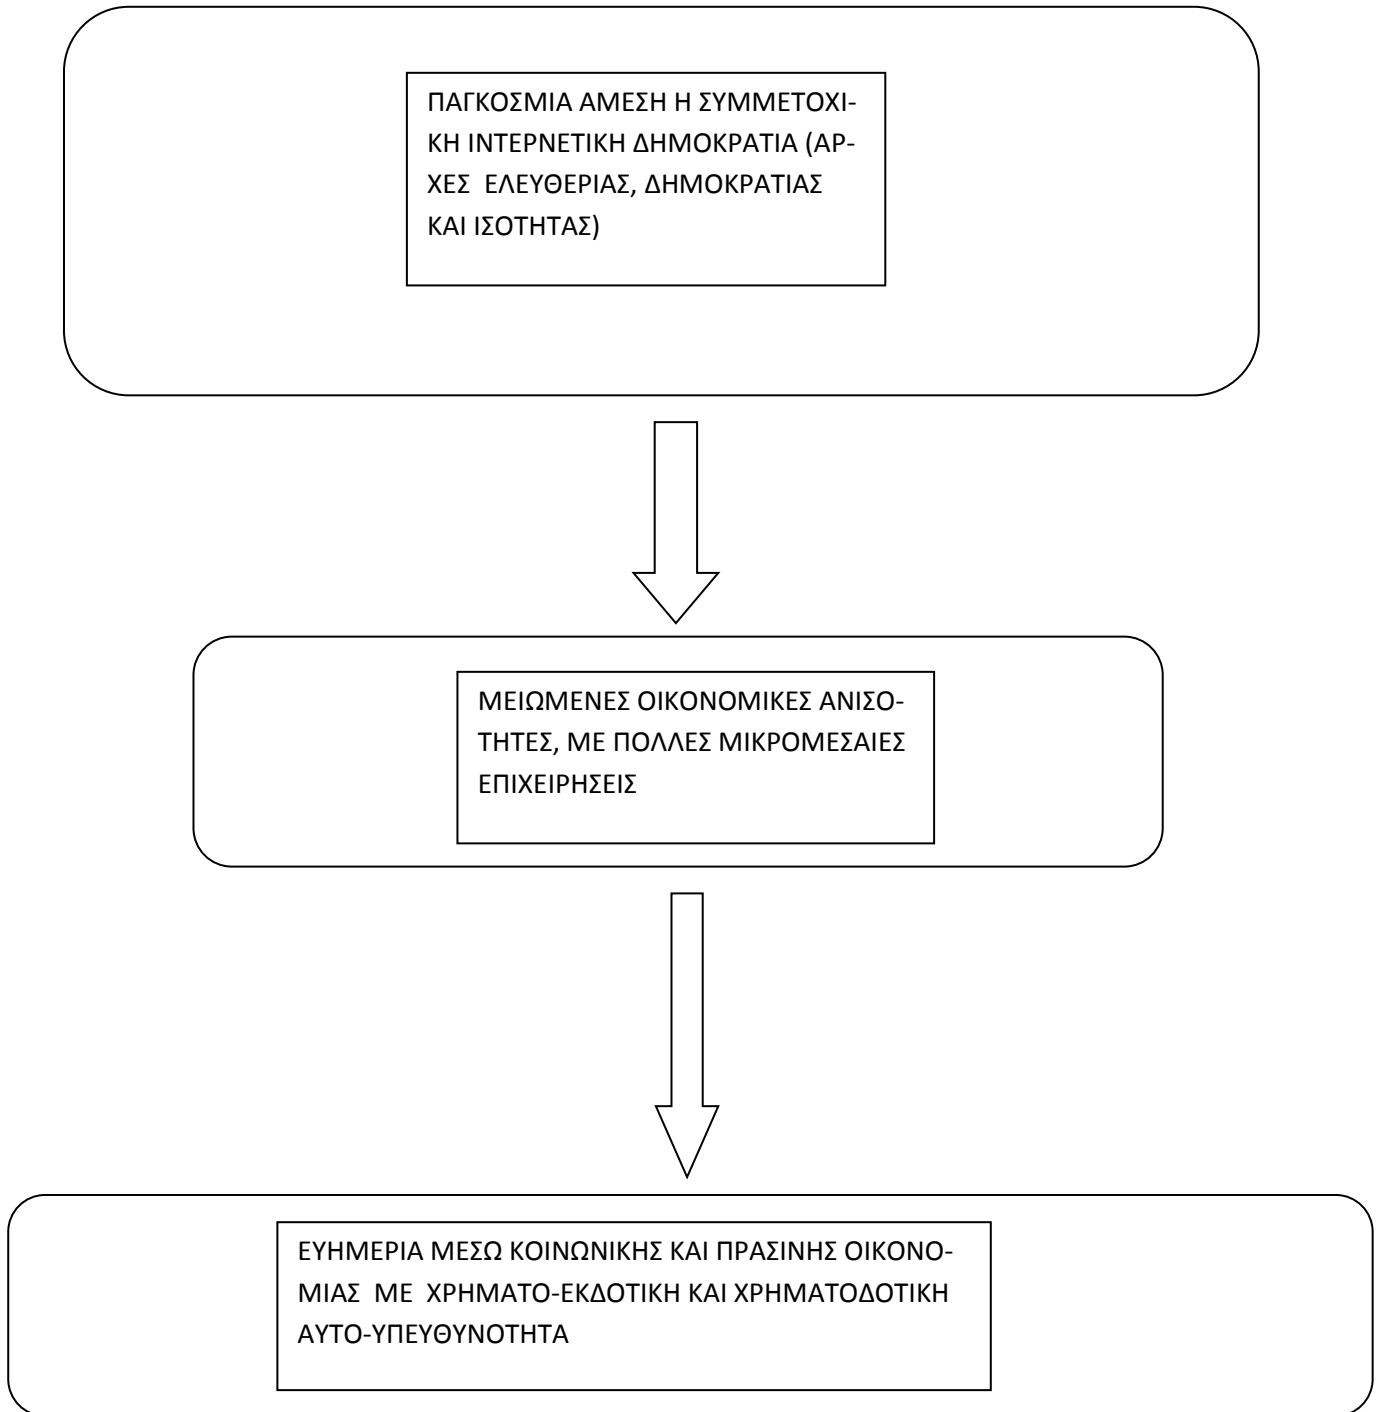 ΠΑΓΚΟΣΜΙΑ ΑΜΕΣΗ Η ΣΥΜΜΕΤΟΧΙ-
ΚΗ ΙΝΤΕΡΝΕΤΙΚΗ ΔΗΜΟΚΡΑΤΙΑ (ΑΡ-
ΧΕΣ  ΕΛΕΥΘΕΡΙΑΣ, ΔΗΜΟΚΡΑΤΙΑΣ
ΚΑΙ ΙΣΟΤΗΤΑΣ)
ΜΕΙΩΜΕΝΕΣ ΟΙΚΟΝΟΜΙΚΕΣ ΑΝΙΣΟ-
ΤΗΤΕΣ, ΜΕ ΠΟΛΛΕΣ ΜΙΚΡΟΜΕΣΑΙΕΣ
ΕΠΙΧΕΙΡΗΣΕΙΣ
ΕΥΗΜΕΡΙΑ ΜΕΣΩ ΚΟΙΝΩΝΙΚΗΣ ΚΑΙ ΠΡΑΣΙΝΗΣ ΟΙΚΟΝΟ-
ΜΙΑΣ  ΜΕ  ΧΡΗΜΑΤΟ-ΕΚΔΟΤΙΚΗ ΚΑΙ ΧΡΗΜΑΤΟΔΟΤΙΚΗ
ΑΥΤΟ-ΥΠΕΥΘΥΝΟΤΗΤΑ